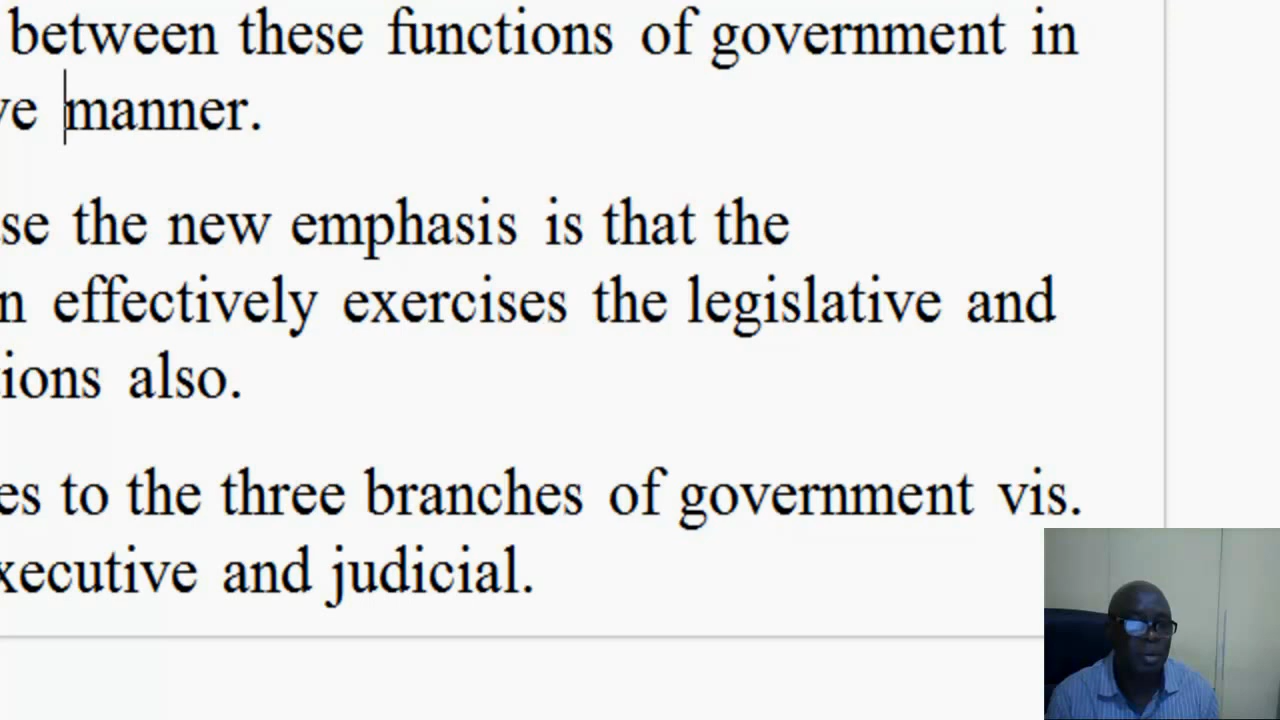 between these functions of government in
ve manner.
se the new emphasis is that the
n effectively exercises the legislative and
ions also.
es to the three branches of government vis.
xecutive and judicial.